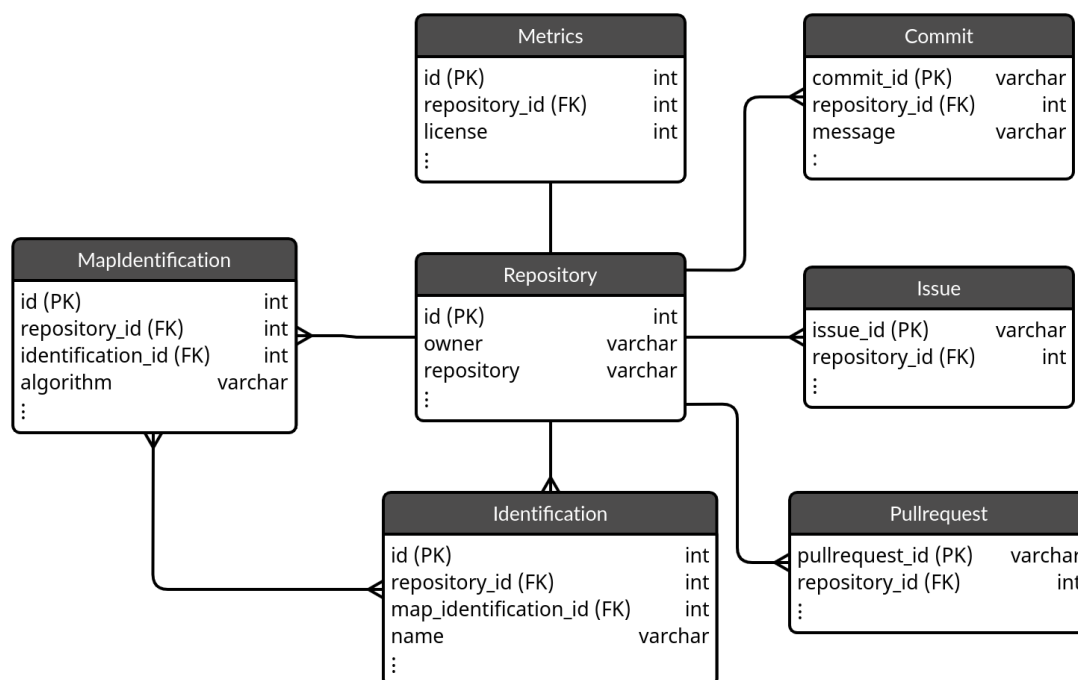 Metrics
id (PK) int
repository_id (FK) int
license int
⋮
Commit
commit_id (PK) varchar
repository_id (FK) int
message varchar
:
MapIdentification
id (PK) int
repository_id (FK) int
identification_id (FK) int
algorithm varchar
⋮
Repository
id (PK) int
owner varchar
repository varchar
⋮
Issue
issue_id (PK) varchar
repository_id (FK) int
⋮
Identification
id (PK) int
repository_id (FK) int
map_identification_id (FK) int
name varchar
⋮
Pullrequest
pullrequest_id (PK) varchar
repository_id (FK) int
⋮